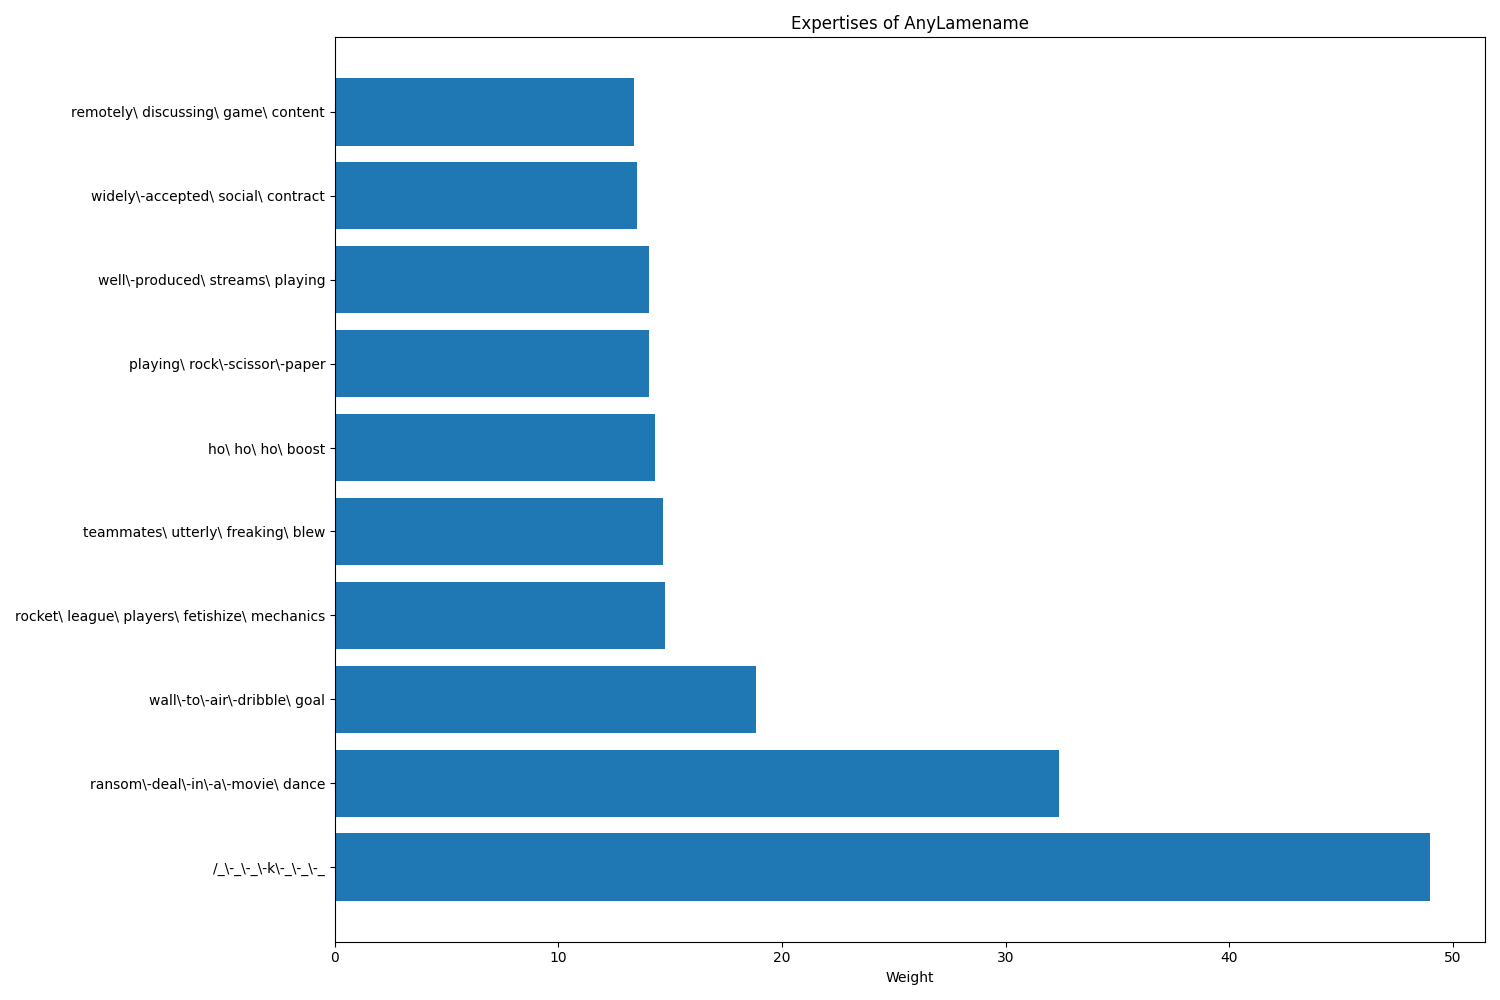 Expertises of AnyLamename
remotely\ discussing\ game\ content
widely\-accepted\ social\ contract
well\-produced\ streams\ playing
playing\ rock\-scissor\-paper
ho\ ho\ ho\ boost
teammates\ utterly\ freaking\ blew
rocket\ league\ players\ fetishize\ mechanics
wall\-to\-air\-dribble\ goal
ransom\-deal\-in\-a\-movie\ dance
/_\-_\-_\-k\-_\-_\-_
0 10 20 30 40 50
Weight